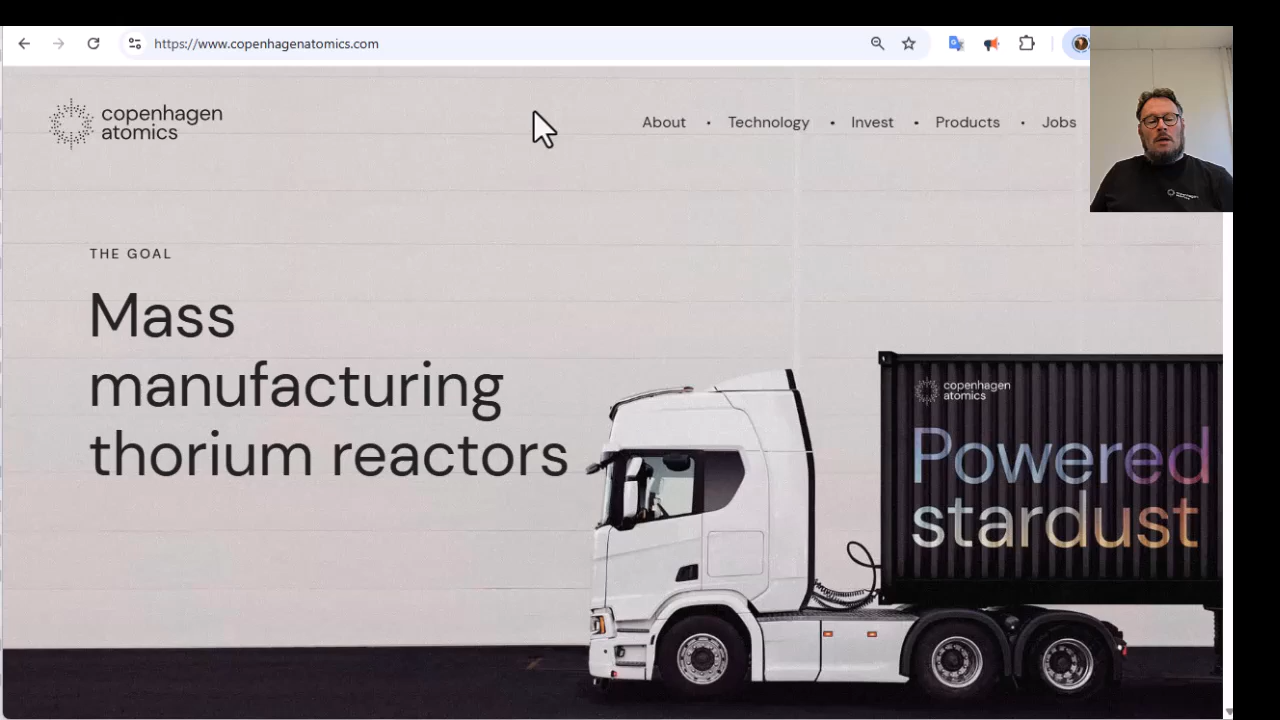 https://www.copenhagenatomics.com
copenhagen
atomics
About • Technology • Invest • Products • Jobs
THE GOAL
Mass
manufacturing
thorium reactors
copenhagen
atomics
Powered
stardust